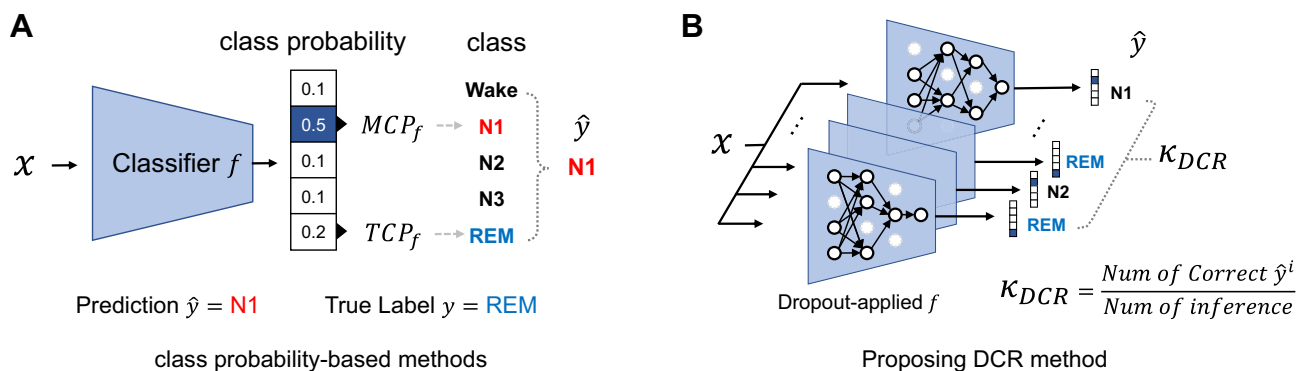 A
class probability
class
x
Classifier f
0.1
0.5
0.1
0.1
0.2
MCP_f
TCP_f
Wake
N1
N2
N3
REM
ŷ
N1
Prediction ŷ = N1
True Label y = REM
class probability-based methods
B
x
ŷ
N1
REM
N2
REM
κ_DCR
Dropout-applied f
κ_DCR = Num of Correct ŷ^i / Num of inference
Proposing DCR method